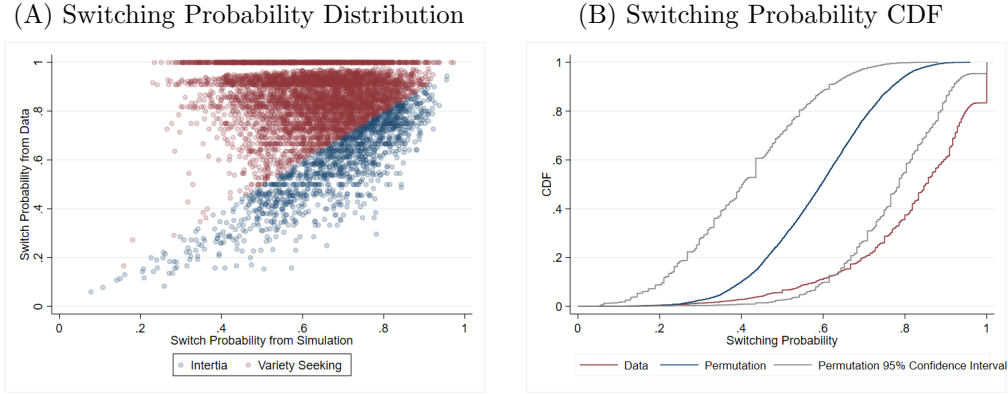 (A) Switching Probability Distribution
Switch Probability from Data
1
.8
.6
.4
.2
0
0 .2 .4 .6 .8 1
Switch Probability from Simulation
Intertia Variety Seeking
(B) Switching Probability CDF
CDF
1
.8
.6
.4
.2
0
0 .2 .4 .6 .8 1
Switching Probability
Data Permutation Permutation 95% Confidence Interval